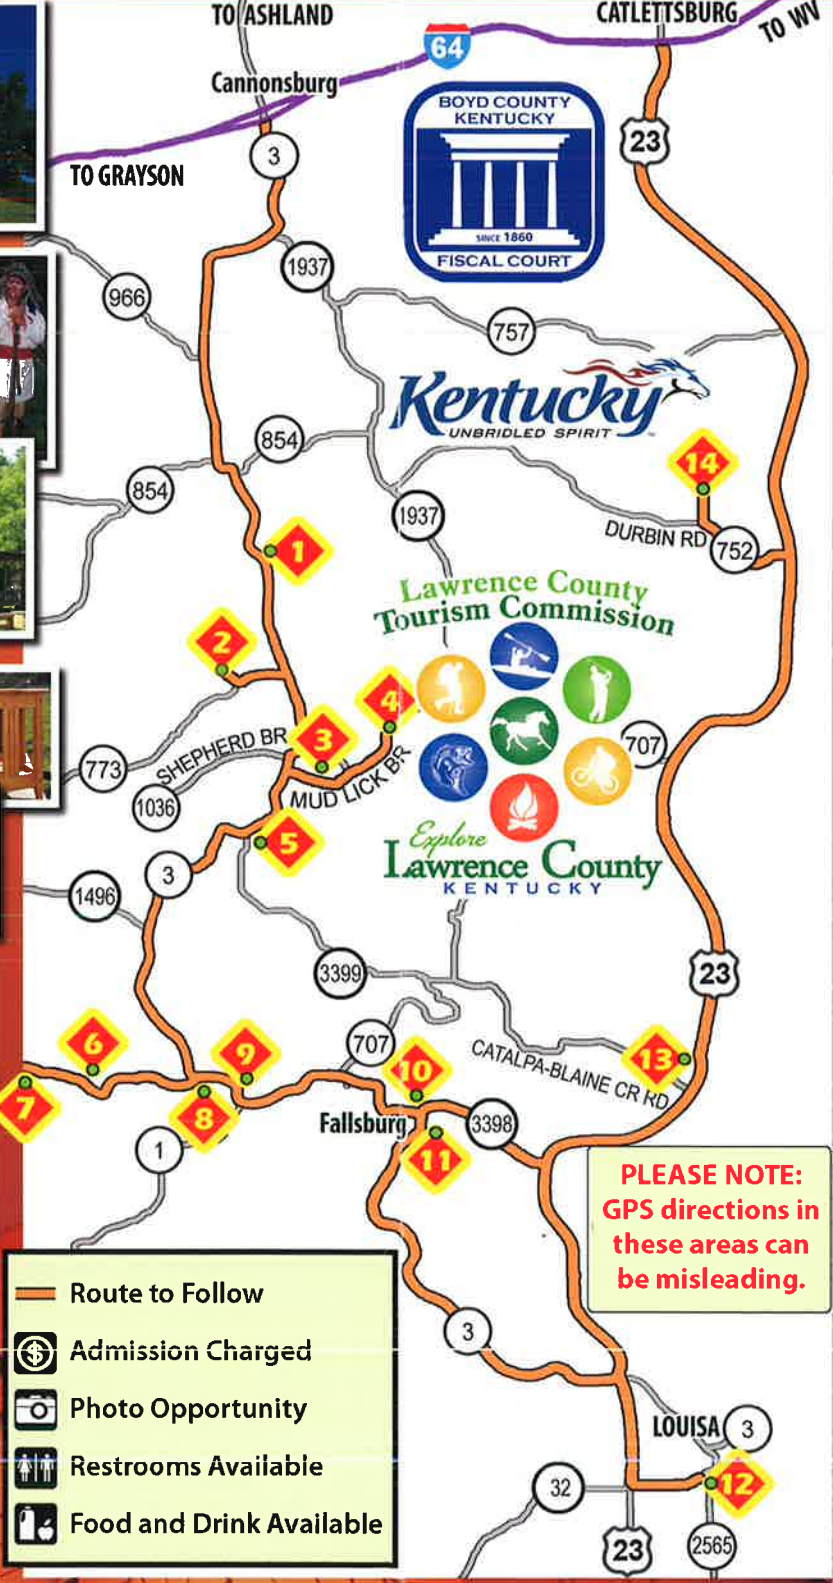 TO ASHLAND
CATLETTSBURG
TO WV
64
Cannonsburg
BOYD COUNTY
KENTUCKY
SINCE 1860
FISCAL COURT
23
3
TO GRAYSON
1937
966
757
Kentucky
UNBRIDLED SPIRIT
854
854
14
1937
DURBIN RD
752
1
Lawrence County
Tourism Commission
2
4
3
707
SHEPHERD BR
773
MUD LICK BR
1036
5
Explore
Lawrence County
KENTUCKY
3
1496
3399
23
6
9
707
CATALPA-BLAINE CR RD
13
10
7
8
Fallsburg
3398
11
1
PLEASE NOTE:
GPS directions in
these areas can
be misleading.
Route to Follow
Admission Charged
Photo Opportunity
Restrooms Available
Food and Drink Available
$
3
LOUISA
3
12
32
23
2565